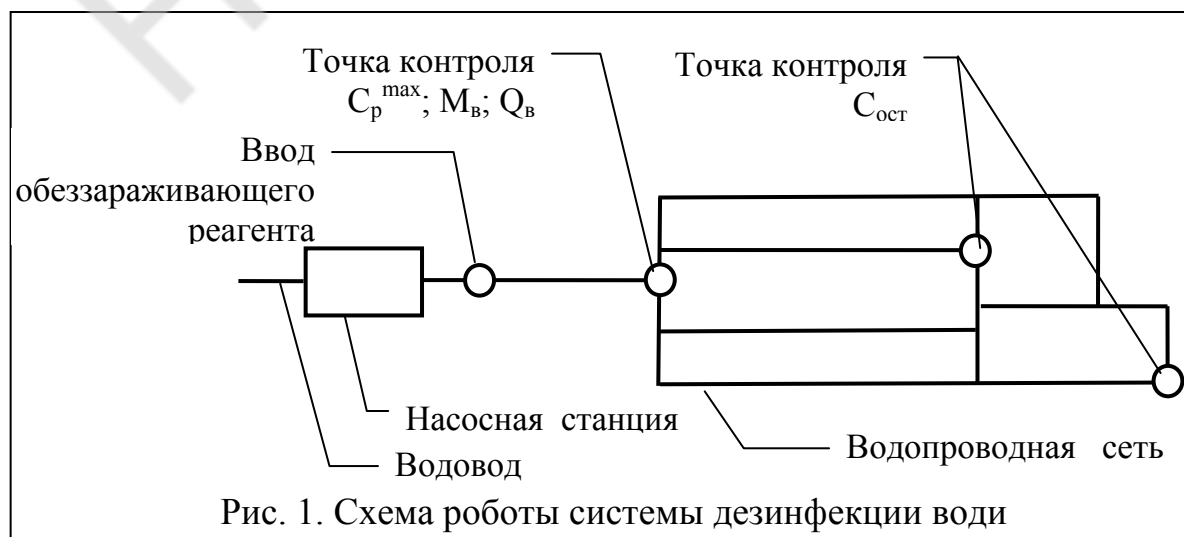 Точка контроля
C_р^max; M_в; Q_в
Точка контроля
C_ост
Ввод
обеззараживающего
реагента
Насосная станция
Водовод
Водопроводная сеть
Рис. 1. Схема роботы системы дезинфекции води